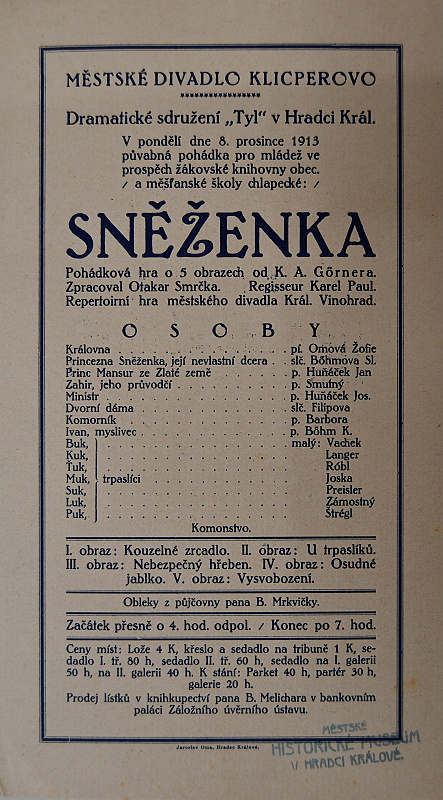 MĚSTSKÉ DIVADLO KLICPEROVO
Dramatické sdružení „Tyl" v Hradci Král.
V pondělí dne 8. prosince 1913
půvabná pohádka pro mládež ve
prospěch žákovské knihovny obec.
/ a měšťanské školy chlapecké: /
SNĚŽENKA
Pohádková hra o 5 obrazech od K. A. Görnera.
Zpracoval Otakar Smrčka. Regisseur Karel Paul.
Repertoirní hra městského divadla Král. Vinohrad.
OSOBY
Královna . . . pí. Omová Žofie
Princezna Sněženka, její nevlastní dcera . . slč. Böhmova Sl.
Princ Mansur ze Zlaté země . . . p. Huňáček Jan
Zahir, jeho průvodčí . . . p. Smutný
Ministr . . . p. Huňáček Jos.
Dvorní dáma . . . slč. Filipova
Komorník . . . p. Barbora
Ivan, myslivec . . . p. Böhm K.
Buk, . . . malý: Vachek
Kuk, . . . Langer
Ťuk, . . . Röbl
Muk, trpaslíci . . . Joska
Suk, . . . Preisler
Luk, . . . Zámostný
Puk, . . . Štrégl
Komonstvo.
I. obraz: Kouzelné zrcadlo. II. obraz: U trpaslíků.
III. obraz: Nebezpečný hřeben. IV. obraz: Osudné
jablko. V. obraz: Vysvobození.
Obleky z půjčovny pana B. Mrkvičky.
Začátek přesně o 4. hod. odpol. / Konec po 7. hod.
Ceny míst: Lože 4 K, křeslo a sedadlo na tribuně 1 K, se-
dadlo I. tř. 80 h, sedadlo II. tř. 60 h, sedadlo na I. galerii
50 h, na II. galerii 40 h. K stání: Parket 40 h, partér 30 h,
galerie 20 h.
Prodej lístků v knihkupectví pana B. Melichara v bankovním
paláci Záložního úvěrního ústavu.
Jaroslav Oma, Hradec Králové.
MĚSTSKÉ
HISTORICKÉ MUSEUM
V HRADCI KRÁLOVÉ.